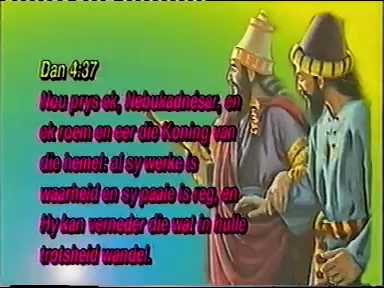 Dan 4:37
Nou prys ek, Nebukadnésar, en
ek roem en eer die Koning van
die hemel: al sy werke is
waarheid en sy paaie is reg, en
Hy kan verneder die wat in hulle
trotsheid wandel.